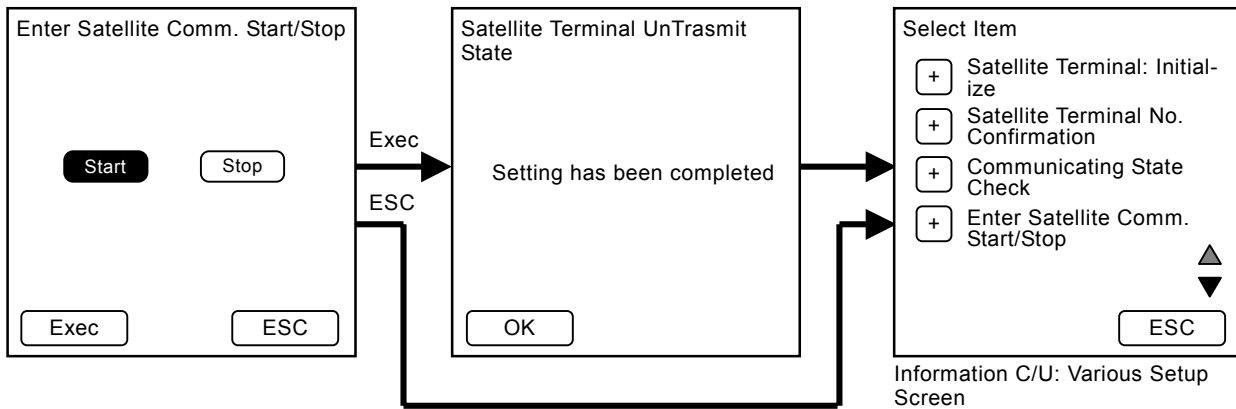 Enter Satellite Comm. Start/Stop
Start
Stop
Exec
ESC
Exec
ESC
Satellite Terminal UnTrasmit
State
Setting has been completed
OK
Select Item
+ Satellite Terminal: Initial-
ize
+ Satellite Terminal No.
Confirmation
+ Communicating State
Check
+ Enter Satellite Comm.
Start/Stop
ESC
Information C/U: Various Setup
Screen